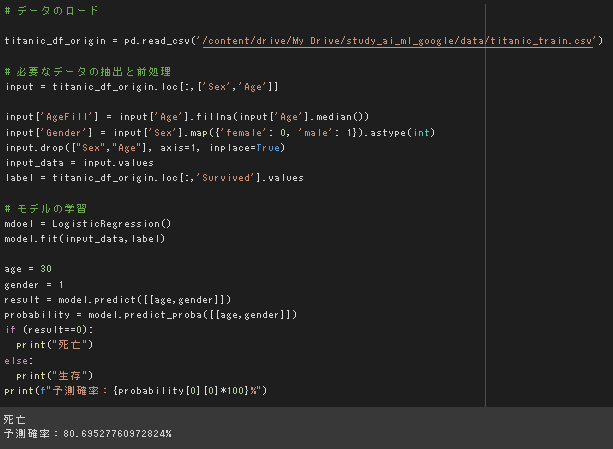 # データのロード
titanic_df_origin = pd.read_csv('/content/drive/My Drive/study_ai_ml_google/data/titanic_train.csv')
# 必要なデータの抽出と前処理
input = titanic_df_origin.loc[:,['Sex','Age']]
input['AgeFill'] = input['Age'].fillna(input['Age'].median())
input['Gender'] = input['Sex'].map({'female': 0, 'male': 1}).astype(int)
input.drop(["Sex","Age"], axis=1, inplace=True)
input_data = input.values
label = titanic_df_origin.loc[:,'Survived'].values
# モデルの学習
mdoel = LogisticRegression()
model.fit(input_data,label)
age = 30
gender = 1
result = model.predict([[age,gender]])
probability = model.predict_proba([[age,gender]])
if (result==0):
  print("死亡")
else:
  print("生存")
print(f"予測確率：{probability[0][0]*100}%")
死亡
予測確率：80.69527760972824%